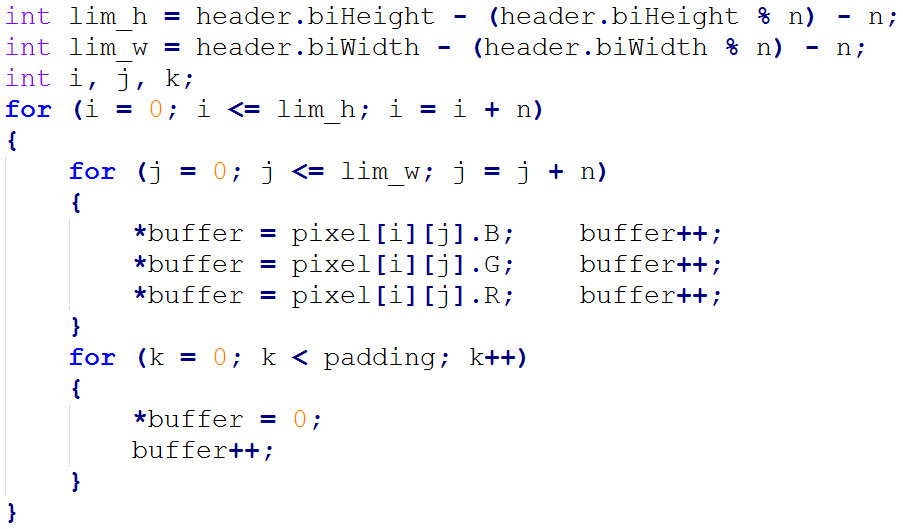 int lim_h = header.biHeight - (header.biHeight % n) - n;
int lim_w = header.biWidth - (header.biWidth % n) - n;
int i, j, k;
for (i = 0; i <= lim_h; i = i + n)
{
    for (j = 0; j <= lim_w; j = j + n)
    {
        *buffer = pixel[i][j].B;    buffer++;
        *buffer = pixel[i][j].G;    buffer++;
        *buffer = pixel[i][j].R;    buffer++;
    }
    for (k = 0; k < padding; k++)
    {
        *buffer = 0;
        buffer++;
    }
}